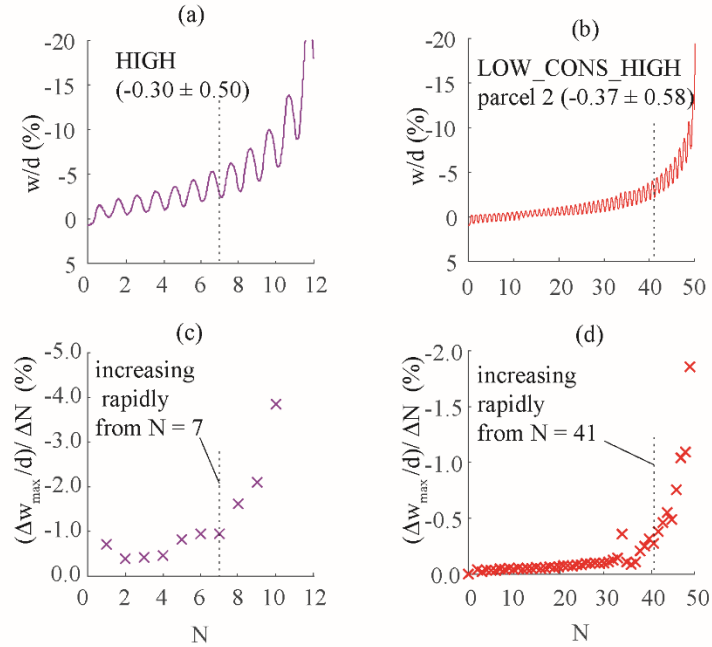 (a)
-20
-15
-10
-5
0
5
w/d (%)
HIGH
(-0.30 ± 0.50)
0 2 4 6 8 10 12
(b)
-20
-15
-10
-5
0
5
w/d (%)
LOW_CONS_HIGH
parcel 2 (-0.37 ± 0.58)
0 10 20 30 40 50
(c)
-5.0
-4.0
-3.0
-2.0
-1.0
0.0
(Δwmax/d)/ ΔN (%)
increasing
rapidly
from N = 7
0 2 4 6 8 10 12
N
(d)
-2.0
-1.5
-1.0
-0.5
0.0
(Δwmax/d)/ ΔN (%)
increasing
rapidly
from N = 41
0 10 20 30 40 50
N